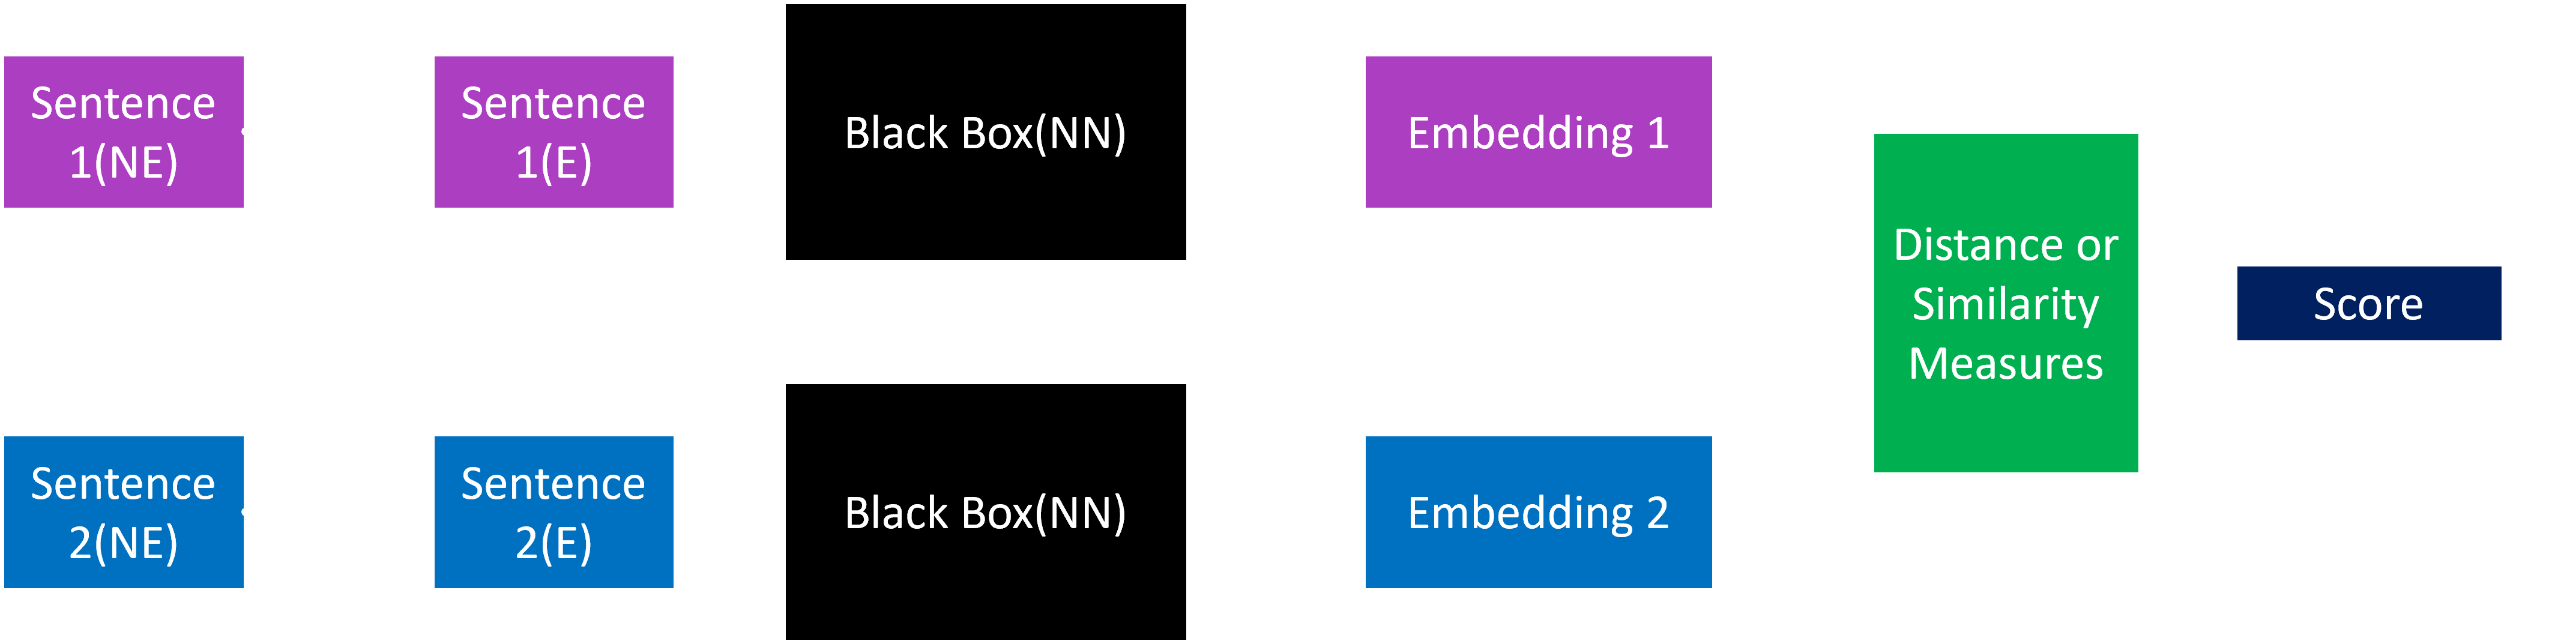 Sentence
1(NE)
Sentence
1(E)
Black Box(NN)
Embedding 1
Distance or
Similarity
Measures
Score
Sentence
2(NE)
Sentence
2(E)
Black Box(NN)
Embedding 2